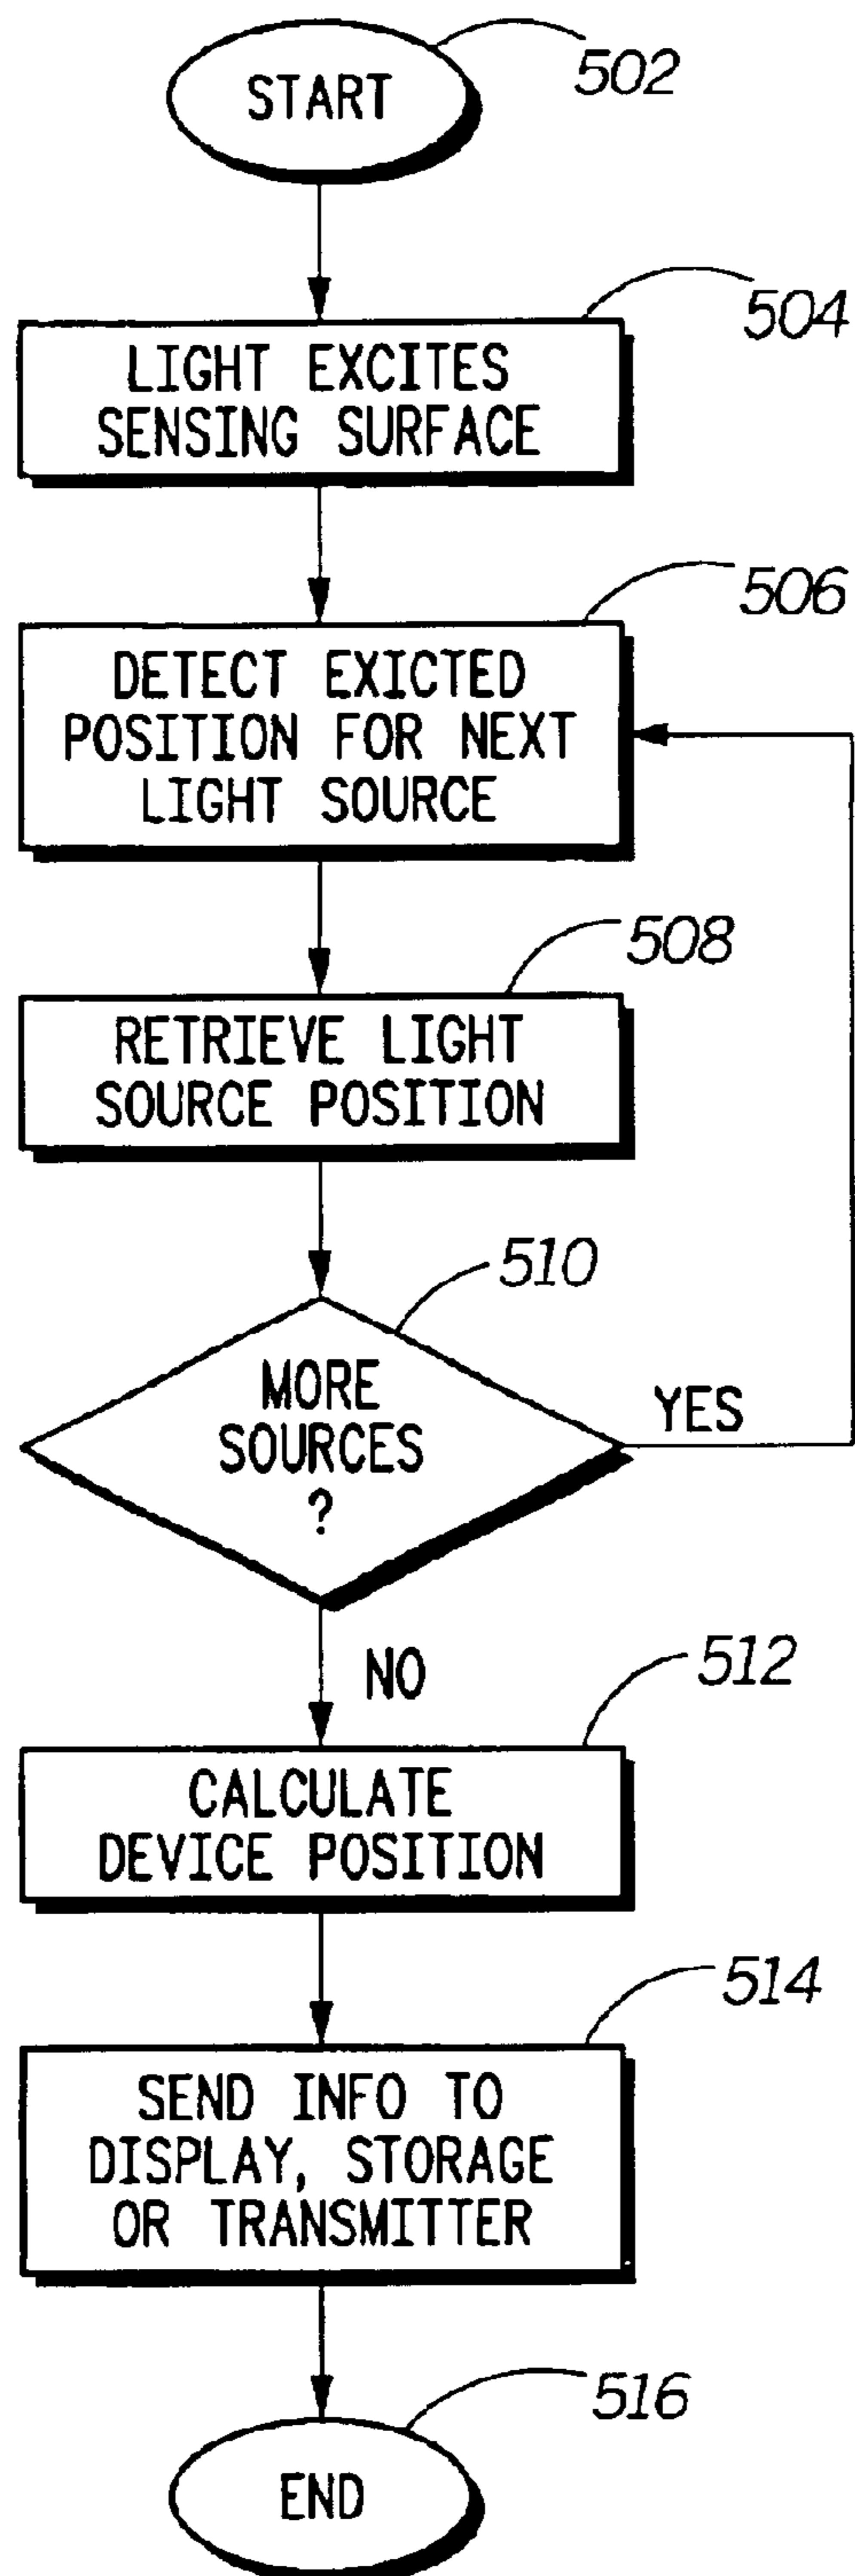 START
502
504
LIGHT EXCITES
SENSING SURFACE
506
DETECT EXICTED
POSITION FOR NEXT
LIGHT SOURCE
508
RETRIEVE LIGHT
SOURCE POSITION
510
MORE
SOURCES
?
YES
NO
512
CALCULATE
DEVICE POSITION
514
SEND INFO TO
DISPLAY, STORAGE
OR TRANSMITTER
516
END